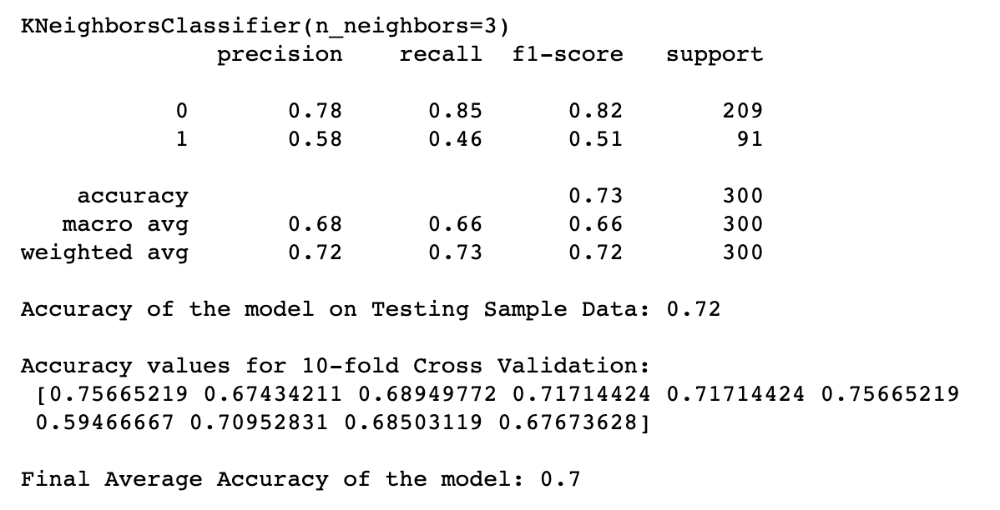 KNeighborsClassifier(n_neighbors=3)
precision recall f1-score support
0 0.78 0.85 0.82 209
1 0.58 0.46 0.51 91
accuracy 0.73 300
macro avg 0.68 0.66 0.66 300
weighted avg 0.72 0.73 0.72 300
Accuracy of the model on Testing Sample Data: 0.72
Accuracy values for 10-fold Cross Validation:
[0.75665219 0.67434211 0.68949772 0.71714424 0.71714424 0.75665219
0.59466667 0.70952831 0.68503119 0.67673628]
Final Average Accuracy of the model: 0.7